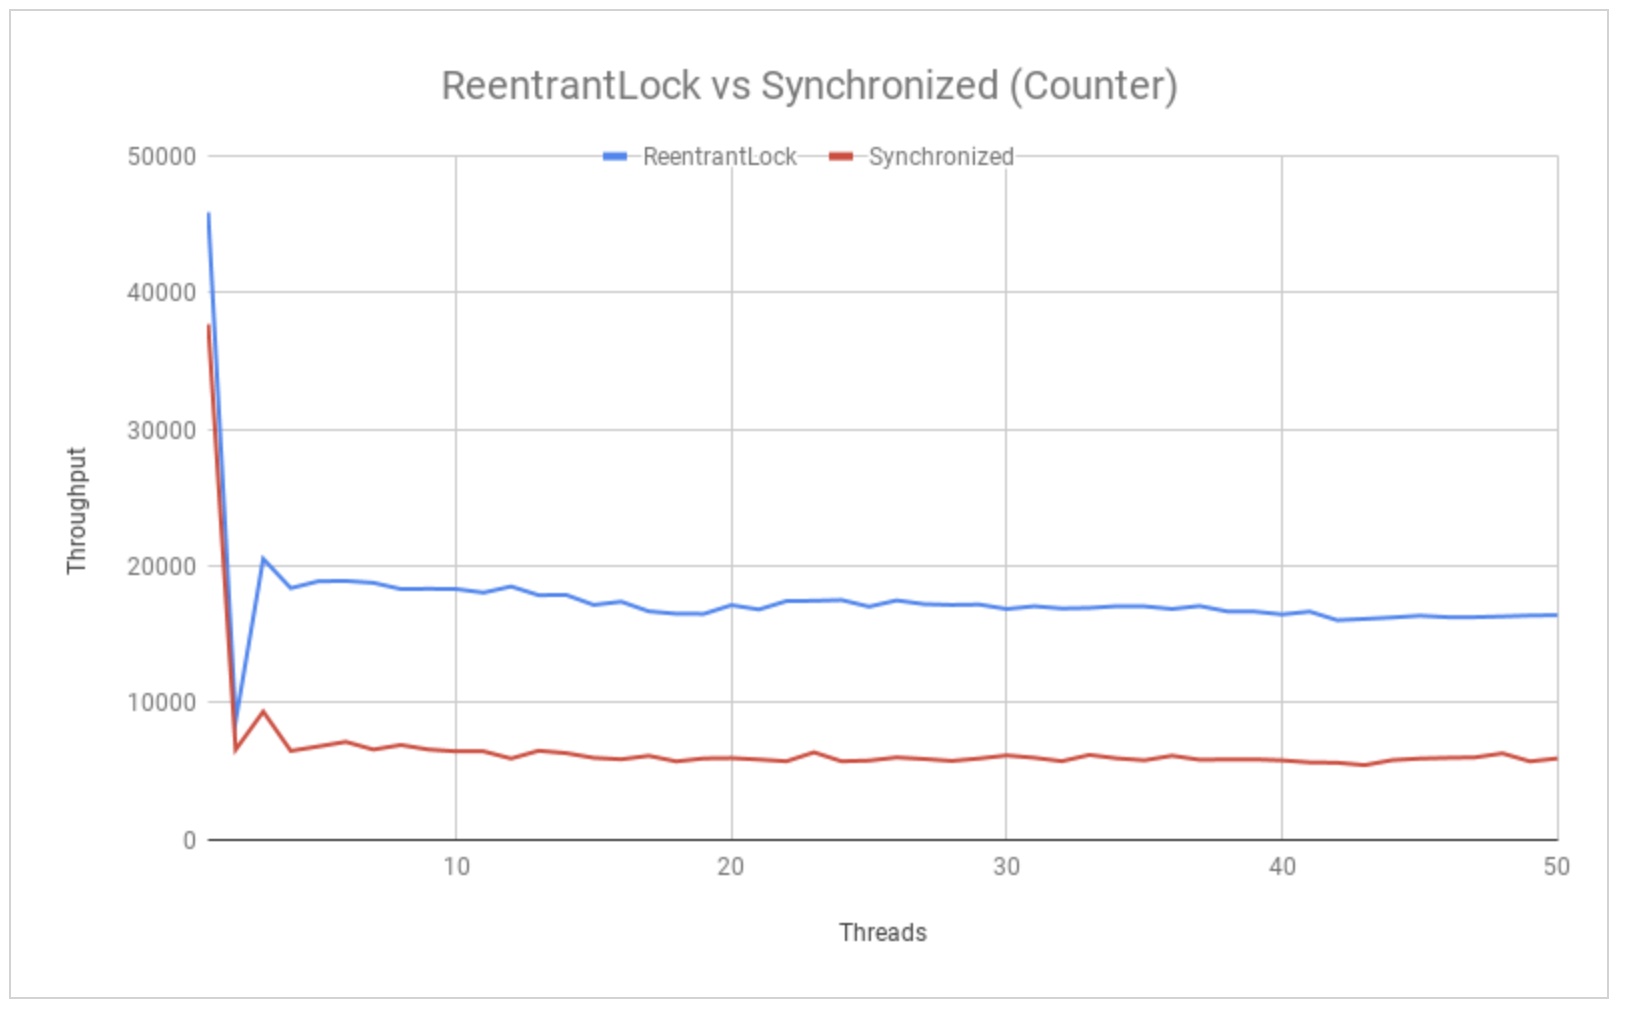 ReentrantLock vs Synchronized (Counter)
ReentrantLock
Synchronized
50000
40000
30000
20000
10000
0
Throughput
10
20
30
40
50
Threads